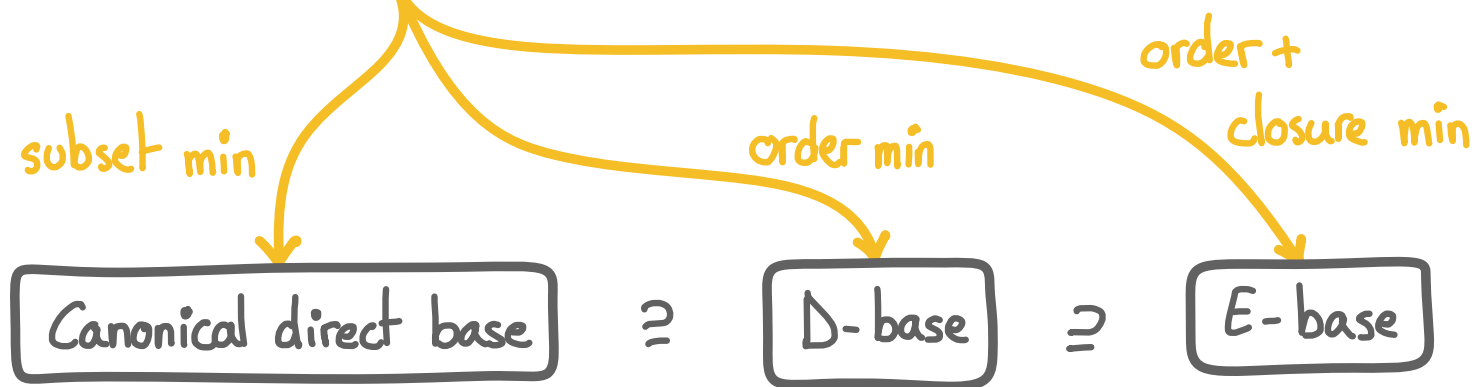 order +
closure min
subset min
order min
Canonical direct base ⊇ D-base ⊇ E-base